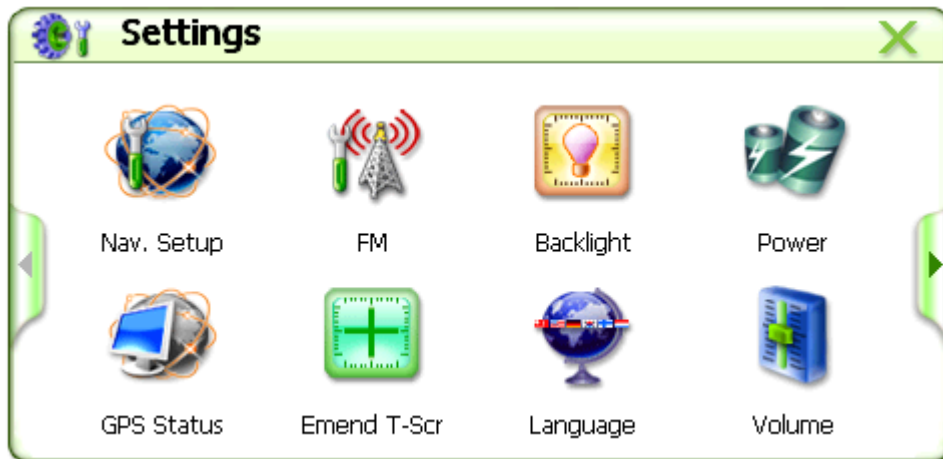 Settings
Nav. Setup
FM
Backlight
Power
GPS Status
Emend T-Scr
Language
Volume